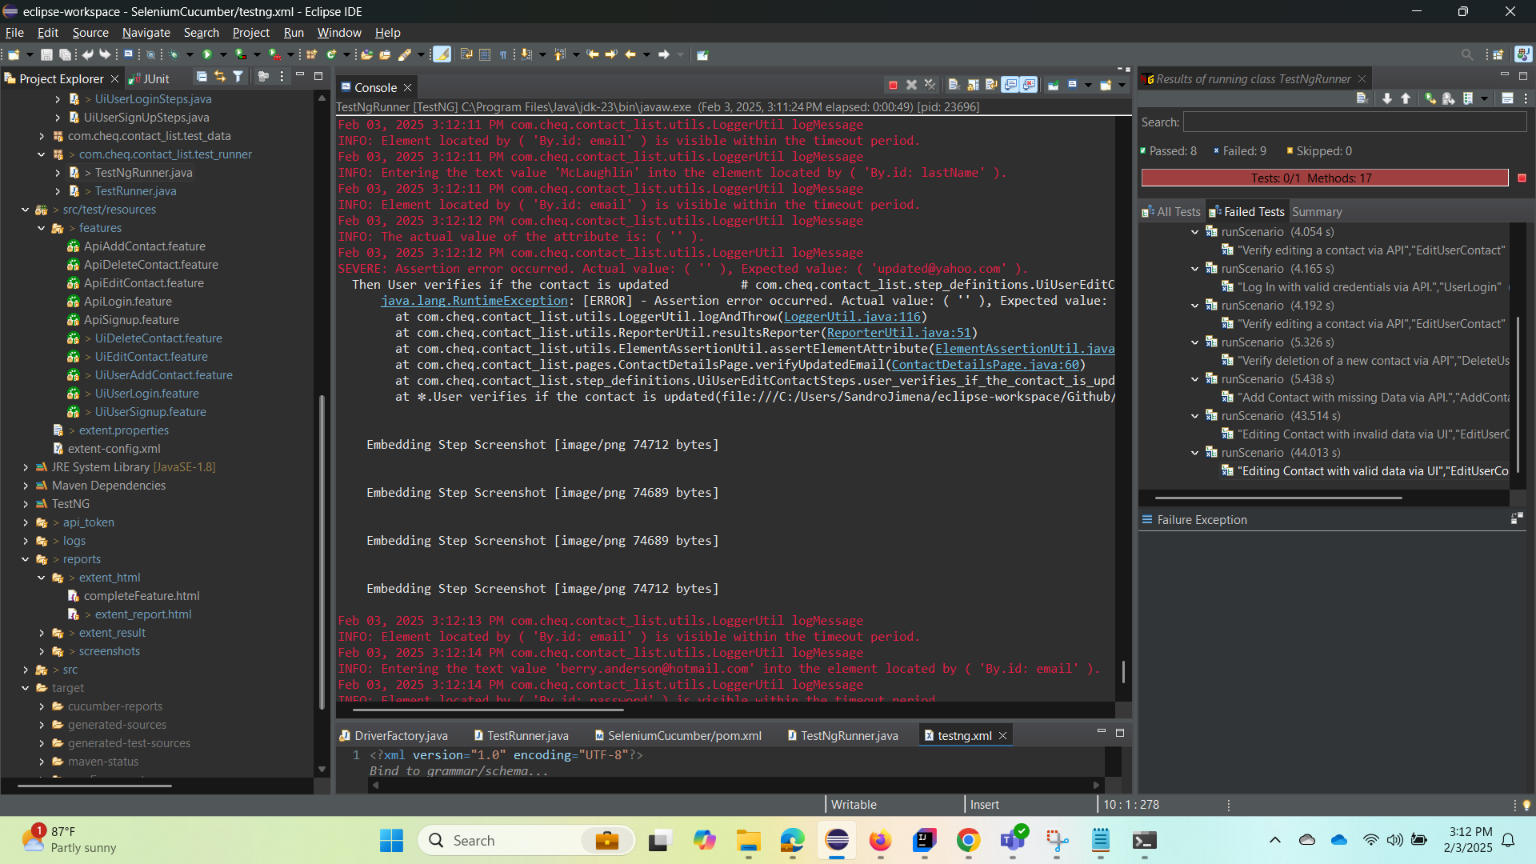 eclipse-workspace - SeleniumCucumber/testng.xml - Eclipse IDE
File Edit Source Navigate Search Project Run Window Help
Project Explorer
JUnit
> UiUserLoginSteps.java
UiUserSignUpSteps.java
com.cheq.contact_list.test_data
> com.cheq.contact_list.test_runner
> TestNgRunner.java
> TestRunner.java
> src/test/resources
> features
ApiAddContact.feature
ApiDeleteContact.feature
ApiEditContact.feature
ApiLogin.feature
ApiSignup.feature
> UiDeleteContact.feature
> UiEditContact.feature
> UiUserAddContact.feature
> UiUserLogin.feature
> UiUserSignup.feature
> extent.properties
extent-config.xml
JRE System Library [JavaSE-1.8]
Maven Dependencies
TestNG
> api_token
> logs
> reports
> extent_html
completeFeature.html
> extent_report.html
> extent_result
> screenshots
> src
target
cucumber-reports
generated-sources
generated-test-sources
maven-status
Console
TestNgRunner [TestNG] C:\Program Files\Java\jdk-23\bin\javaw.exe (Feb 3, 2025, 3:11:24 PM elapsed: 0:00:49) [pid: 23696]
Feb 03, 2025 3:12:11 PM com.cheq.contact_list.utils.LoggerUtil logMessage
INFO: Element located by ( 'By.id: email' ) is visible within the timeout period.
Feb 03, 2025 3:12:11 PM com.cheq.contact_list.utils.LoggerUtil logMessage
INFO: Entering the text value 'McLaughlin' into the element located by ( 'By.id: lastName' ).
Feb 03, 2025 3:12:11 PM com.cheq.contact_list.utils.LoggerUtil logMessage
INFO: Element located by ( 'By.id: email' ) is visible within the timeout period.
Feb 03, 2025 3:12:12 PM com.cheq.contact_list.utils.LoggerUtil logMessage
INFO: The actual value of the attribute is: ( '' ).
Feb 03, 2025 3:12:12 PM com.cheq.contact_list.utils.LoggerUtil logMessage
SEVERE: Assertion error occurred. Actual value: ( '' ), Expected value: ( 'updated@yahoo.com' ).
Then User verifies if the contact is updated # com.cheq.contact_list.step_definitions.UiUserEditC
java.lang.RuntimeException: [ERROR] - Assertion error occurred. Actual value: ( '' ), Expected value:
at com.cheq.contact_list.utils.LoggerUtil.logAndThrow(LoggerUtil.java:116)
at com.cheq.contact_list.utils.ReporterUtil.resultsReporter(ReporterUtil.java:51)
at com.cheq.contact_list.utils.ElementAssertionUtil.assertElementAttribute(ElementAssertionUtil.java
at com.cheq.contact_list.pages.ContactDetailsPage.verifyUpdatedEmail(ContactDetailsPage.java:60)
at com.cheq.contact_list.step_definitions.UiUserEditContactSteps.user_verifies_if_the_contact_is_upd
at ✽.User verifies if the contact is updated(file:///C:/Users/SandroJimena/eclipse-workspace/Github/
Embedding Step Screenshot [image/png 74712 bytes]
Embedding Step Screenshot [image/png 74689 bytes]
Embedding Step Screenshot [image/png 74689 bytes]
Embedding Step Screenshot [image/png 74712 bytes]
Feb 03, 2025 3:12:13 PM com.cheq.contact_list.utils.LoggerUtil logMessage
INFO: Element located by ( 'By.id: email' ) is visible within the timeout period.
Feb 03, 2025 3:12:14 PM com.cheq.contact_list.utils.LoggerUtil logMessage
INFO: Entering the text value 'berry.anderson@hotmail.com' into the element located by ( 'By.id: email' ).
Feb 03, 2025 3:12:14 PM com.cheq.contact_list.utils.LoggerUtil logMessage
INFO: Element located by ( 'By.id: password' ) is visible within the timeout period
DriverFactory.java TestRunner.java SeleniumCucumber/pom.xml TestNgRunner.java testng.xml
1 <?xml version="1.0" encoding="UTF-8"?>
Bind to grammar/schema...
Results of running class TestNgRunner
Search:
Passed: 8 Failed: 9 Skipped: 0
Tests: 0/1 Methods: 17
All Tests Failed Tests Summary
runScenario (4.054 s)
"Verify editing a contact via API","EditUserContact"
runScenario (4.165 s)
"Log In with valid credentials via API.","UserLogin"
runScenario (4.192 s)
"Verify editing a contact via API","EditUserContact"
runScenario (5.326 s)
"Verify deletion of a new contact via API","DeleteUs
runScenario (5.438 s)
"Add Contact with missing Data via API.","AddConta
runScenario (43.514 s)
"Editing Contact with invalid data via UI","EditUserC
runScenario (44.013 s)
"Editing Contact with valid data via UI","EditUserCo
Failure Exception
Writable Insert 10 : 1 : 278
1
87°F
Partly sunny
Search
3:12 PM
2/3/2025